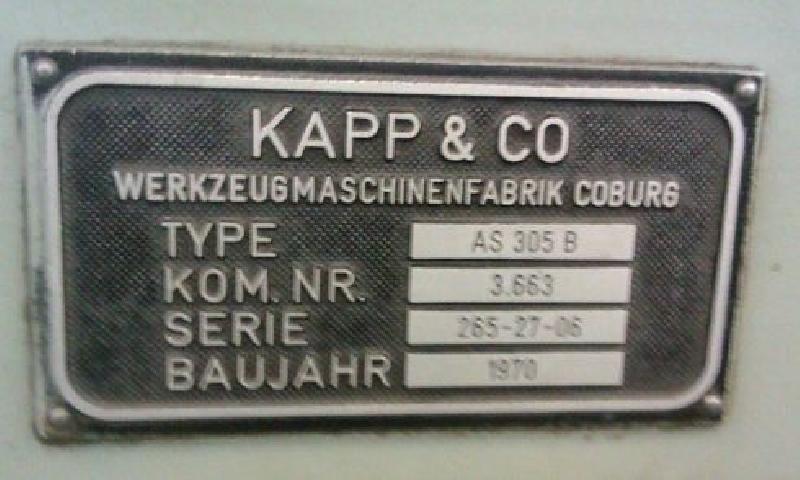 KAPP & CO
WERKZEUGMASCHINENFABRIK COBURG
TYPE AS 305 B
KOM. NR. 3.663
SERIE 265-27-06
BAUJAHR 1970